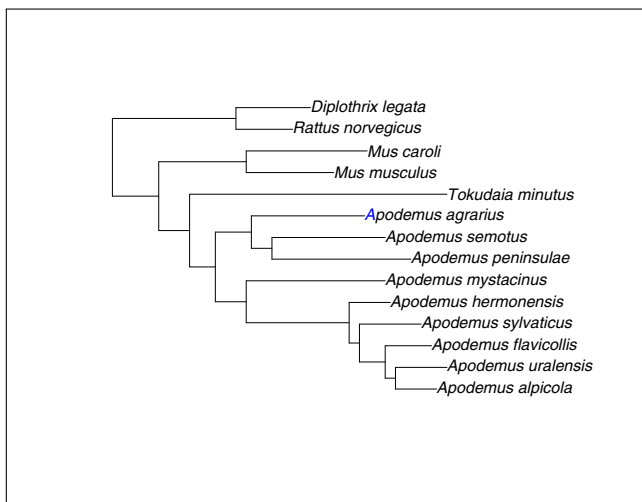 Diplothrix legata
Rattus norvegicus
Mus caroli
Mus musculus
Tokudaia minutus
Apodemus agrarius
Apodemus semotus
Apodemus peninsulae
Apodemus mystacinus
Apodemus hermonensis
Apodemus sylvaticus
Apodemus flavicollis
Apodemus uralensis
Apodemus alpicola